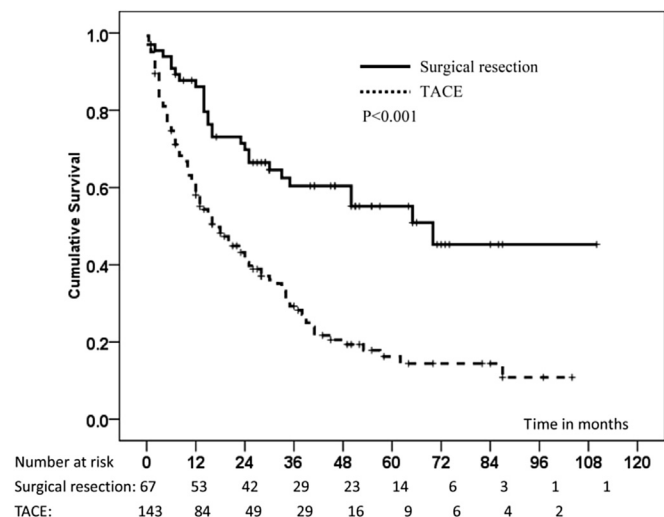 1.0
0.8
0.6
0.4
0.2
0.0
Cumulative Survival
Surgical resection
TACE
P<0.001
Time in months
Number at risk 0 12 24 36 48 60 72 84 96 108 120
Surgical resection: 67 53 42 29 23 14 6 3 1 1
TACE: 143 84 49 29 16 9 6 4 2